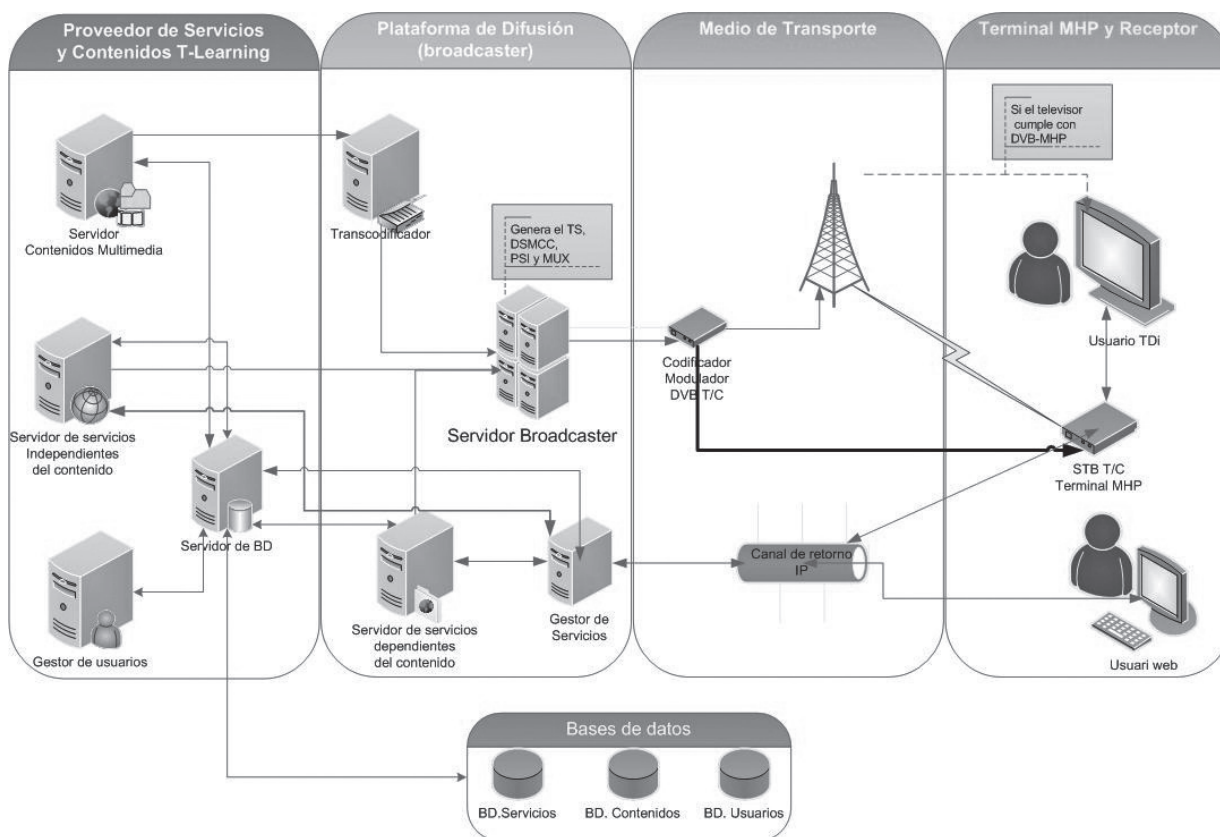 Proveedor de Servicios
y Contenidos T-Learning
Plataforma de Difusión
(broadcaster)
Medio de Transporte
Terminal MHP y Receptor
Servidor
Contenidos Multimedia
Transcodificador
Genera el TS,
DSMCC,
PSI y MUX
Si el televisor
cumple con
DVB-MHP
Servidor Broadcaster
Codificador
Modulador
DVB T/C
Usuario TDi
Servidor de servicios
Independientes
del contenido
STB T/C
Terminal MHP
Servidor de BD
Canal de retorno
IP
Gestor de usuarios
Servidor de servicios
dependientes
del contenido
Gestor de
Servicios
Usuari web
Bases de datos
BD.Servicios
BD. Contenidos
BD. Usuarios